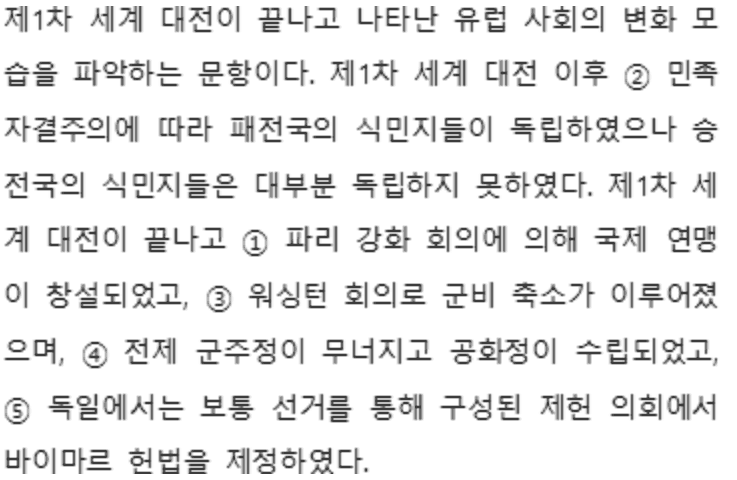 제1차 세계 대전이 끝나고 나타난 유럽 사회의 변화 모
습을 파악하는 문항이다. 제1차 세계 대전 이후 ② 민족
자결주의에 따라 패전국의 식민지들이 독립하였으나 승
전국의 식민지들은 대부분 독립하지 못하였다. 제1차 세
계 대전이 끝나고 ① 파리 강화 회의에 의해 국제 연맹
이 창설되었고, ③ 워싱턴 회의로 군비 축소가 이루어졌
으며, ④ 전제 군주정이 무너지고 공화정이 수립되었고,
⑤ 독일에서는 보통 선거를 통해 구성된 제헌 의회에서
바이마르 헌법을 제정하였다.